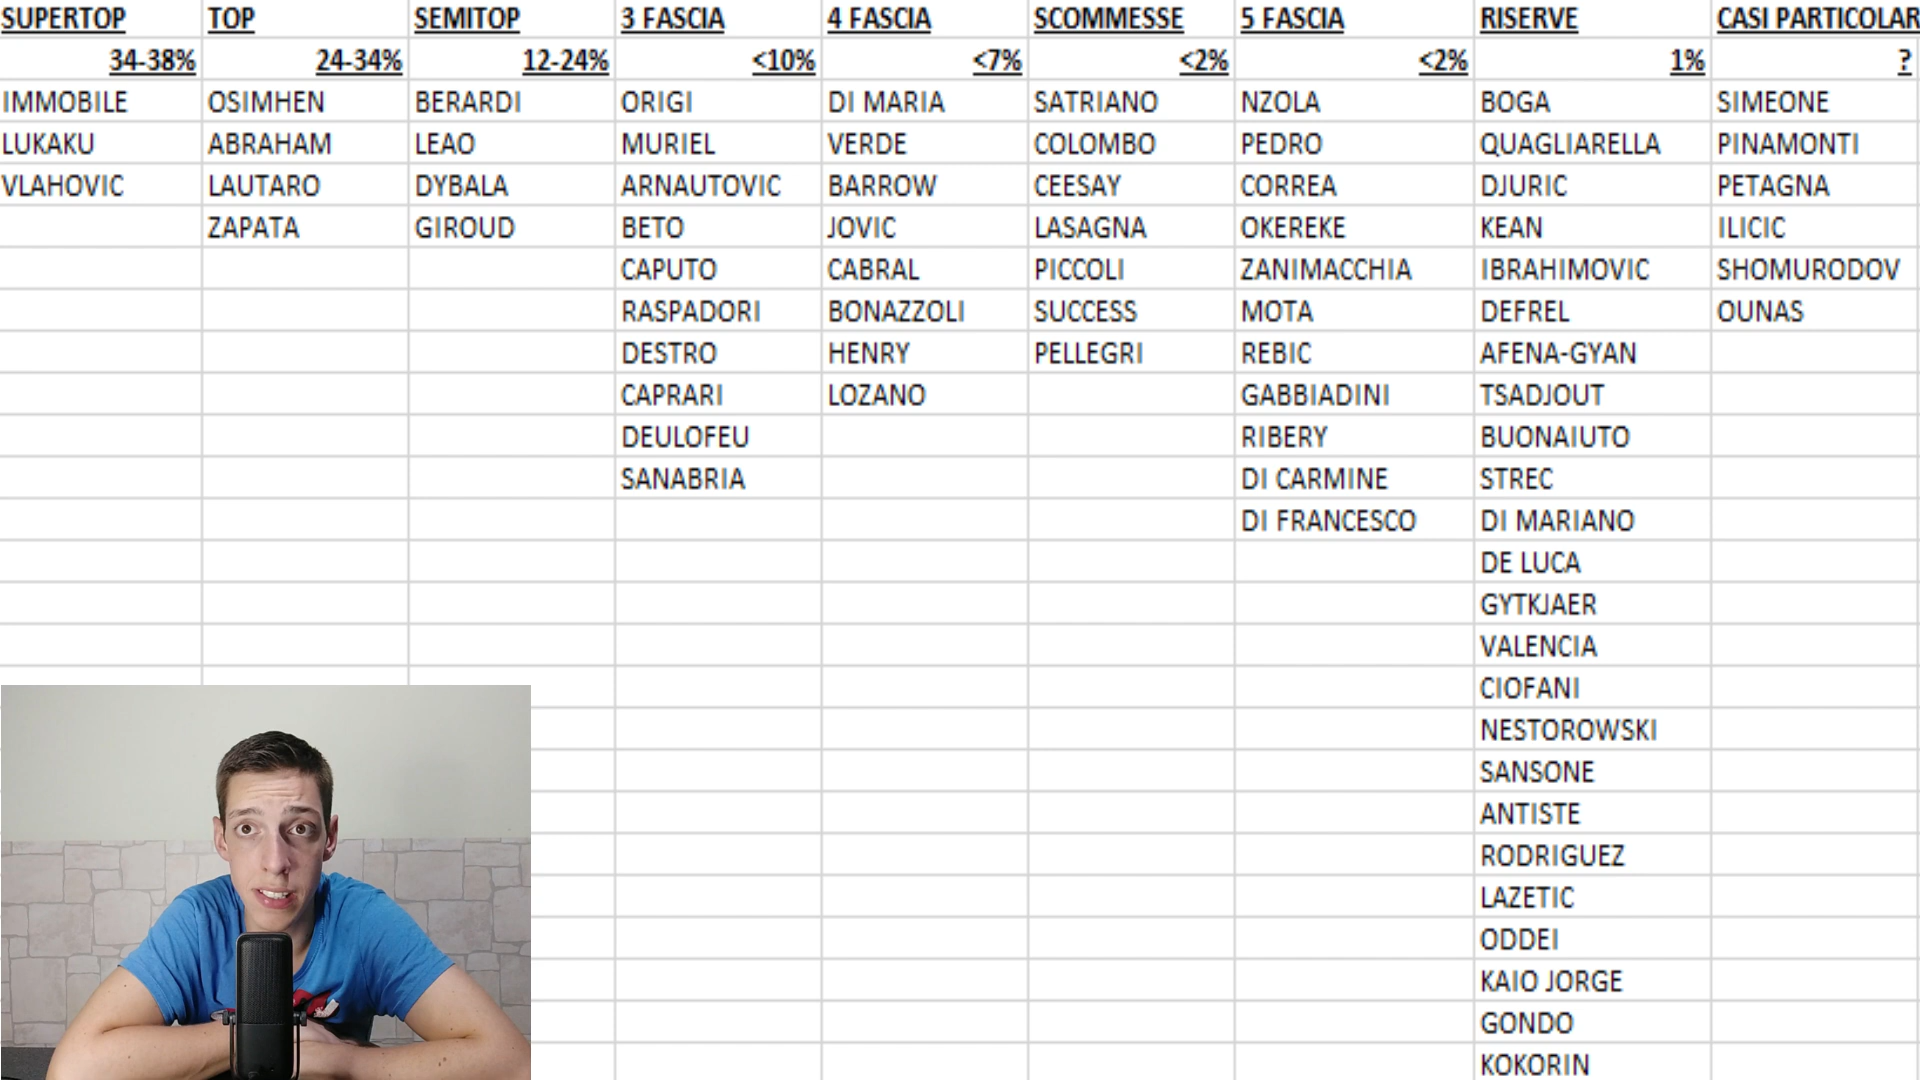 SUPERTOP TOP SEMITOP 3 FASCIA 4 FASCIA SCOMMESSE 5 FASCIA RISERVE CASI PARTICOLAR
34-38% 24-34% 12-24% <10% <7% <2% <2% 1% ?
IMMOBILE OSIMHEN BERARDI ORIGI DI MARIA SATRIANO NZOLA BOGA SIMEONE
LUKAKU ABRAHAM LEAO MURIEL VERDE COLOMBO PEDRO QUAGLIARELLA PINAMONTI
VLAHOVIC LAUTARO DYBALA ARNAUTOVIC BARROW CEESAY CORREA DJURIC PETAGNA
ZAPATA GIROUD BETO JOVIC LASAGNA OKEREKE KEAN ILICIC
CAPUTO CABRAL PICCOLI ZANIMACCHIA IBRAHIMOVIC SHOMURODOV
RASPADORI BONAZZOLI SUCCESS MOTA DEFREL OUNAS
DESTRO HENRY PELLEGRI REBIC AFENA-GYAN
CAPRARI LOZANO GABBIADINI TSADJOUT
DEULOFEU RIBERY BUONAIUTO
SANABRIA DI CARMINE STREC
DI FRANCESCO DI MARIANO
DE LUCA
GYTKJAER
VALENCIA
CIOFANI
NESTOROWSKI
SANSONE
ANTISTE
RODRIGUEZ
LAZETIC
ODDEI
KAIO JORGE
GONDO
KOKORIN